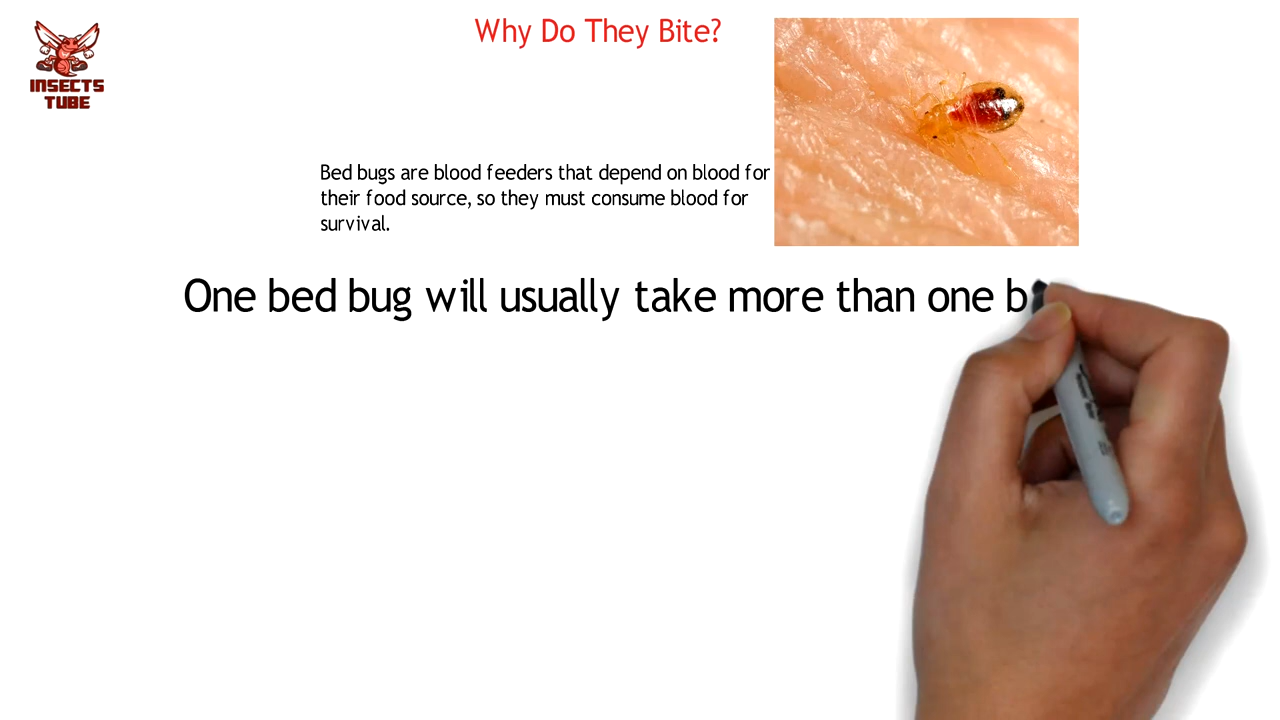 Why Do They Bite?
INSECTS
TUBE
Bed bugs are blood feeders that depend on blood for
their food source, so they must consume blood for
survival.
One bed bug will usually take more than one b